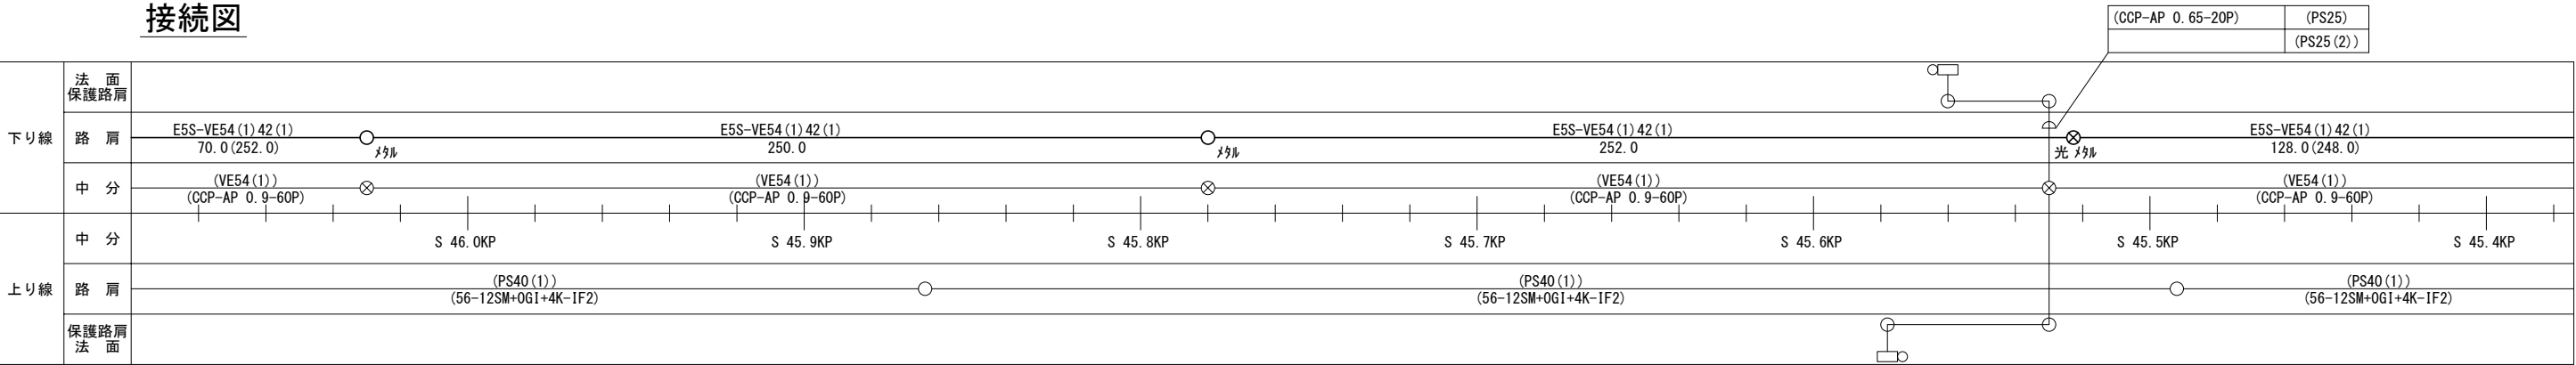 接続図
(CCP-AP 0.65-20P) (PS25)
(PS25(2))
法 面
保護路肩
下り線 路 肩
E5S-VE54(1)42(1) E5S-VE54(1)42(1) E5S-VE54(1)42(1) E5S-VE54(1)42(1)
70.0(252.0) メタル 250.0 メタル 252.0 光 メタル 128.0(248.0)
中 分
(VE54(1)) (VE54(1)) (VE54(1)) (VE54(1))
(CCP-AP 0.9-60P) (CCP-AP 0.9-60P) (CCP-AP 0.9-60P) (CCP-AP 0.9-60P)
中 分
S 46.0KP S 45.9KP S 45.8KP S 45.7KP S 45.6KP S 45.5KP S 45.4KP
上り線 路 肩
(PS40(1)) (PS40(1)) (PS40(1))
(56-12SM+OGI+4K-IF2) (56-12SM+OGI+4K-IF2) (56-12SM+OGI+4K-IF2)
保護路肩
法 面